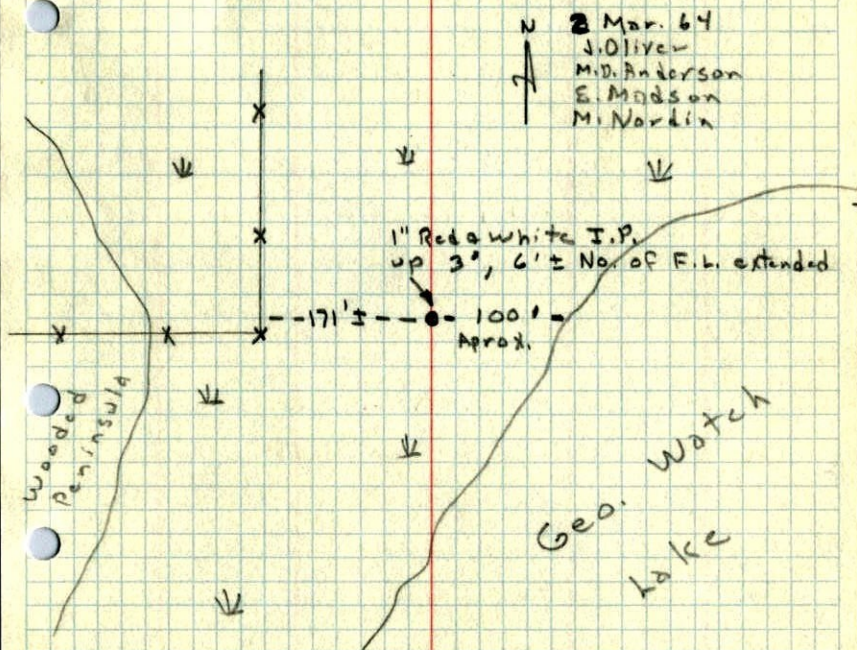 N
2 Mar. 64
J. Oliver
M.D. Anderson
E. Madson
M. Nordin
1" Red & White I.P.
up 3', 6' ± No. of F.L. extended
171' ±
100'
Aprox.
Wooded
Peninsula
Geo. Watch
Lake